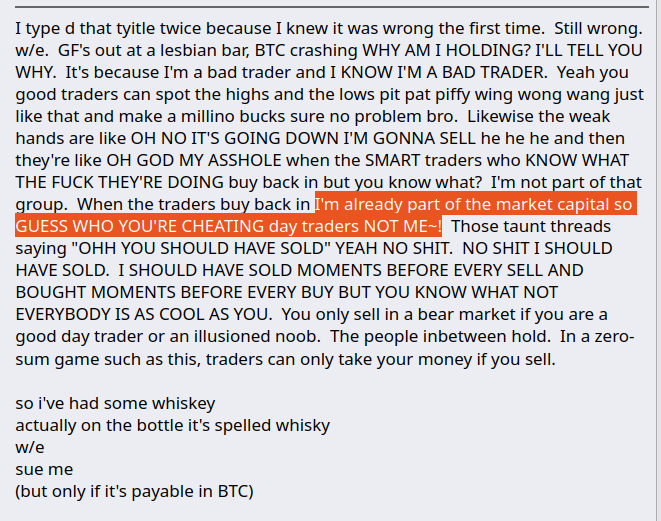 I type d that tyitle twice because I knew it was wrong the first time.  Still wrong.
w/e.  GF's out at a lesbian bar, BTC crashing WHY AM I HOLDING? I'LL TELL YOU
WHY.  It's because I'm a bad trader and I KNOW I'M A BAD TRADER.  Yeah you
good traders can spot the highs and the lows pit pat piffy wing wong wang just
like that and make a millino bucks sure no problem bro.  Likewise the weak
hands are like OH NO IT'S GOING DOWN I'M GONNA SELL he he he and then
they're like OH GOD MY ASSHOLE when the SMART traders who KNOW WHAT
THE FUCK THEY'RE DOING buy back in but you know what?  I'm not part of that
group.  When the traders buy back in I'm already part of the market capital so
GUESS WHO YOU'RE CHEATING day traders NOT ME~!  Those taunt threads
saying "OHH YOU SHOULD HAVE SOLD" YEAH NO SHIT.  NO SHIT I SHOULD
HAVE SOLD.  I SHOULD HAVE SOLD MOMENTS BEFORE EVERY SELL AND
BOUGHT MOMENTS BEFORE EVERY BUY BUT YOU KNOW WHAT NOT
EVERYBODY IS AS COOL AS YOU.  You only sell in a bear market if you are a
good day trader or an illusioned noob.  The people inbetween hold.  In a zero-
sum game such as this, traders can only take your money if you sell.

so i've had some whiskey
actually on the bottle it's spelled whisky
w/e
sue me
(but only if it's payable in BTC)